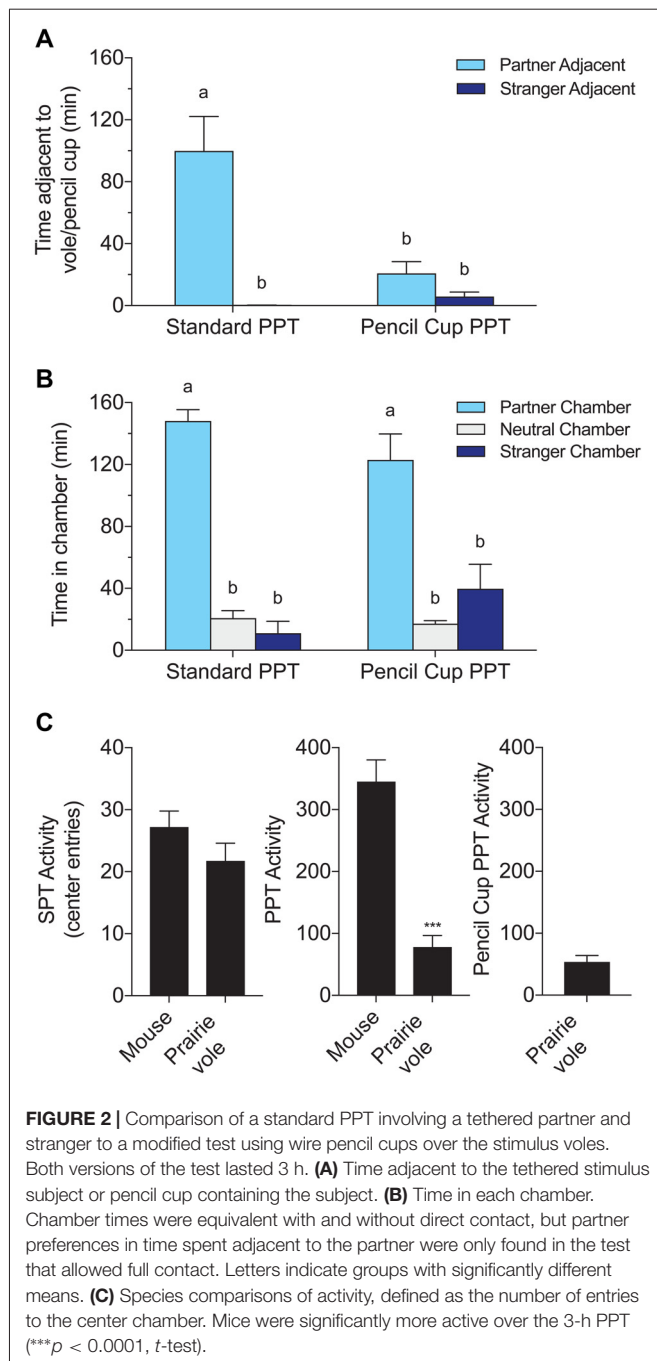 A
Time adjacent to
vole/pencil cup (min)
160
120
80
40
0
a
b
b
b
Partner Adjacent
Stranger Adjacent
Standard PPT
Pencil Cup PPT
B
Time in chamber (min)
160
120
80
40
0
a
b
b
a
b
b
Partner Chamber
Neutral Chamber
Stranger Chamber
Standard PPT
Pencil Cup PPT
C
SPT Activity
(center entries)
40
30
20
10
0
Mouse
Prairie
vole
PPT Activity
400
300
200
100
0
***
Mouse
Prairie
vole
Pencil Cup PPT Activity
400
300
200
100
0
Prairie
vole
FIGURE 2 | Comparison of a standard PPT involving a tethered partner and
stranger to a modified test using wire pencil cups over the stimulus voles.
Both versions of the test lasted 3 h. (A) Time adjacent to the tethered stimulus
subject or pencil cup containing the subject. (B) Time in each chamber.
Chamber times were equivalent with and without direct contact, but partner
preferences in time spent adjacent to the partner were only found in the test
that allowed full contact. Letters indicate groups with significantly different
means. (C) Species comparisons of activity, defined as the number of entries
to the center chamber. Mice were significantly more active over the 3-h PPT
(***p < 0.0001, t-test).